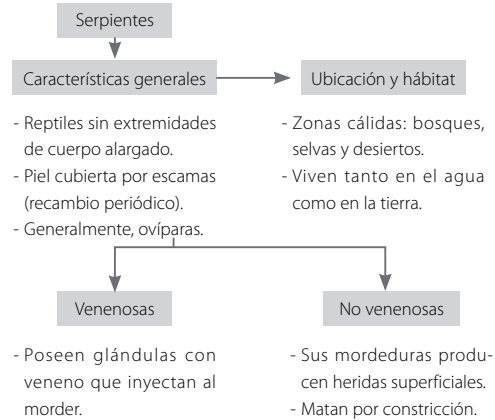 Serpientes
Características generales
- Reptiles sin extremidades
de cuerpo alargado.
- Piel cubierta por escamas
(recambio periódico).
- Generalmente, ovíparas.
Ubicación y hábitat
- Zonas cálidas: bosques,
selvas y desiertos.
- Viven tanto en el agua
como en la tierra.
Venenosas
- Poseen glándulas con
veneno que inyectan al
morder.
No venenosas
- Sus mordeduras produ-
cen heridas superficiales.
- Matan por constricción.